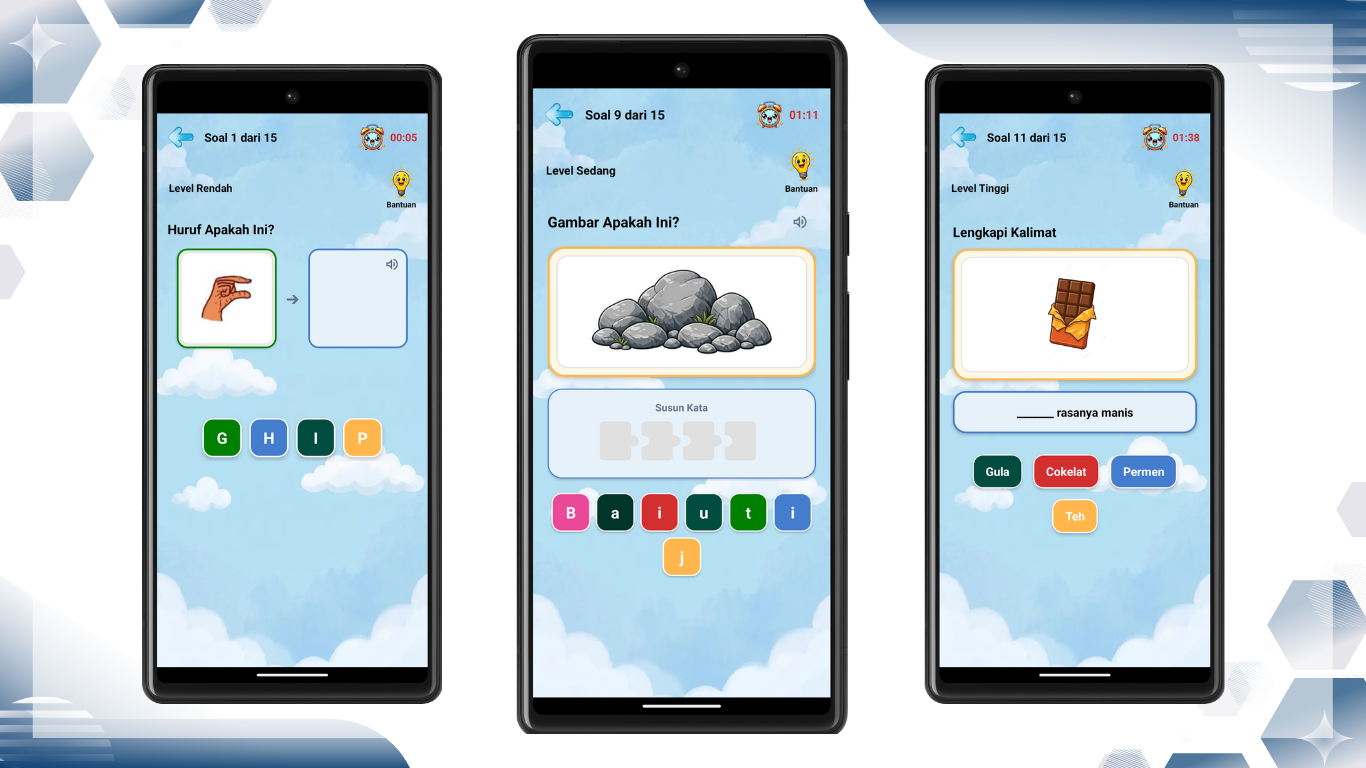 Soal 1 dari 15
00:05
Level Rendah
Bantuan
Huruf Apakah Ini?
G H I P
Soal 9 dari 15
01:11
Level Sedang
Bantuan
Gambar Apakah Ini?
Susun Kata
B a i u t i
j
Soal 11 dari 15
01:38
Level Tinggi
Bantuan
Lengkapi Kalimat
______ rasanya manis
Gula Cokelat Permen
Teh